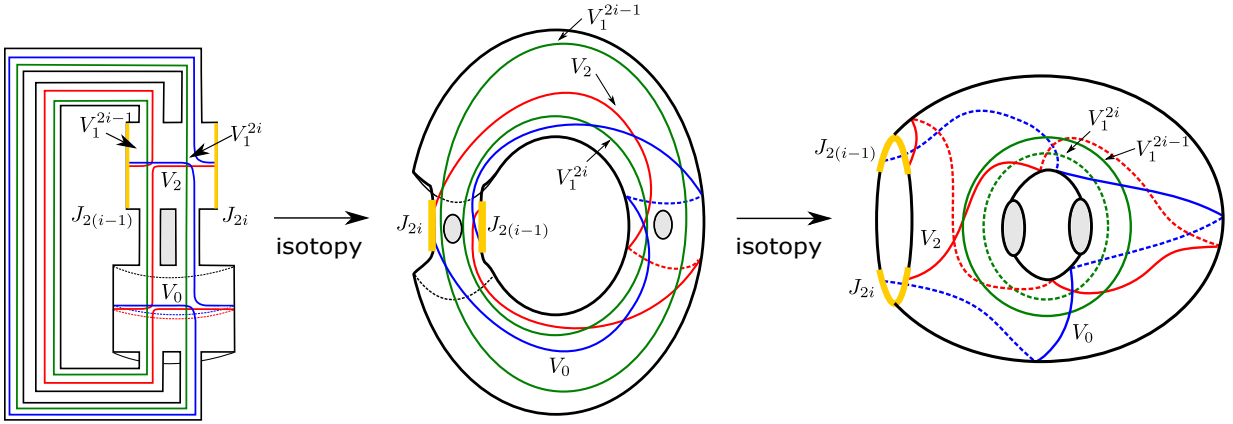 V_1^{2i-1}
V_1^{2i}
V_2
J_{2(i-1)}
J_{2i}
V_0
isotopy
V_1^{2i-1}
V_2
V_1^{2i}
J_{2i}
J_{2(i-1)}
V_0
isotopy
J_{2(i-1)}
V_1^{2i}
V_1^{2i-1}
V_2
J_{2i}
V_0